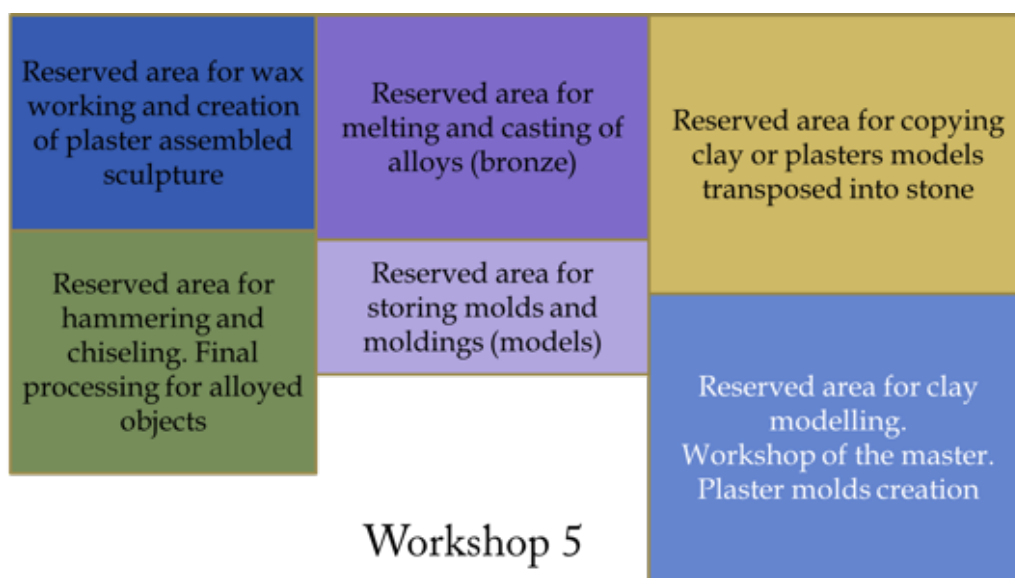 Reserved area for wax
working and creation
of plaster assembled
sculpture
Reserved area for
melting and casting of
alloys (bronze)
Reserved area for copying
clay or plasters models
transposed into stone
Reserved area for
hammering and
chiseling. Final
processing for alloyed
objects
Reserved area for
storing molds and
moldings (models)
Reserved area for clay
modelling.
Workshop of the master.
Plaster molds creation
Workshop 5